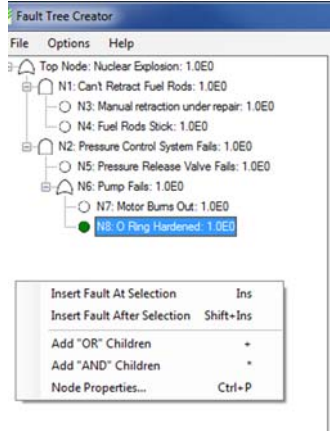 Fault Tree Creator
File Options Help
Top Node: Nuclear Explosion: 1.0E0
N1: Can't Retract Fuel Rods: 1.0E0
N3: Manual retraction under repair: 1.0E0
N4: Fuel Rods Stick: 1.0E0
N2: Pressure Control System Fails: 1.0E0
N5: Pressure Release Valve Fails: 1.0E0
N6: Pump Fails: 1.0E0
N7: Motor Burns Out: 1.0E0
N8: O Ring Hardened: 1.0E0
Insert Fault At Selection Ins
Insert Fault After Selection Shift+Ins
Add "OR" Children +
Add "AND" Children *
Node Properties... Ctrl+P